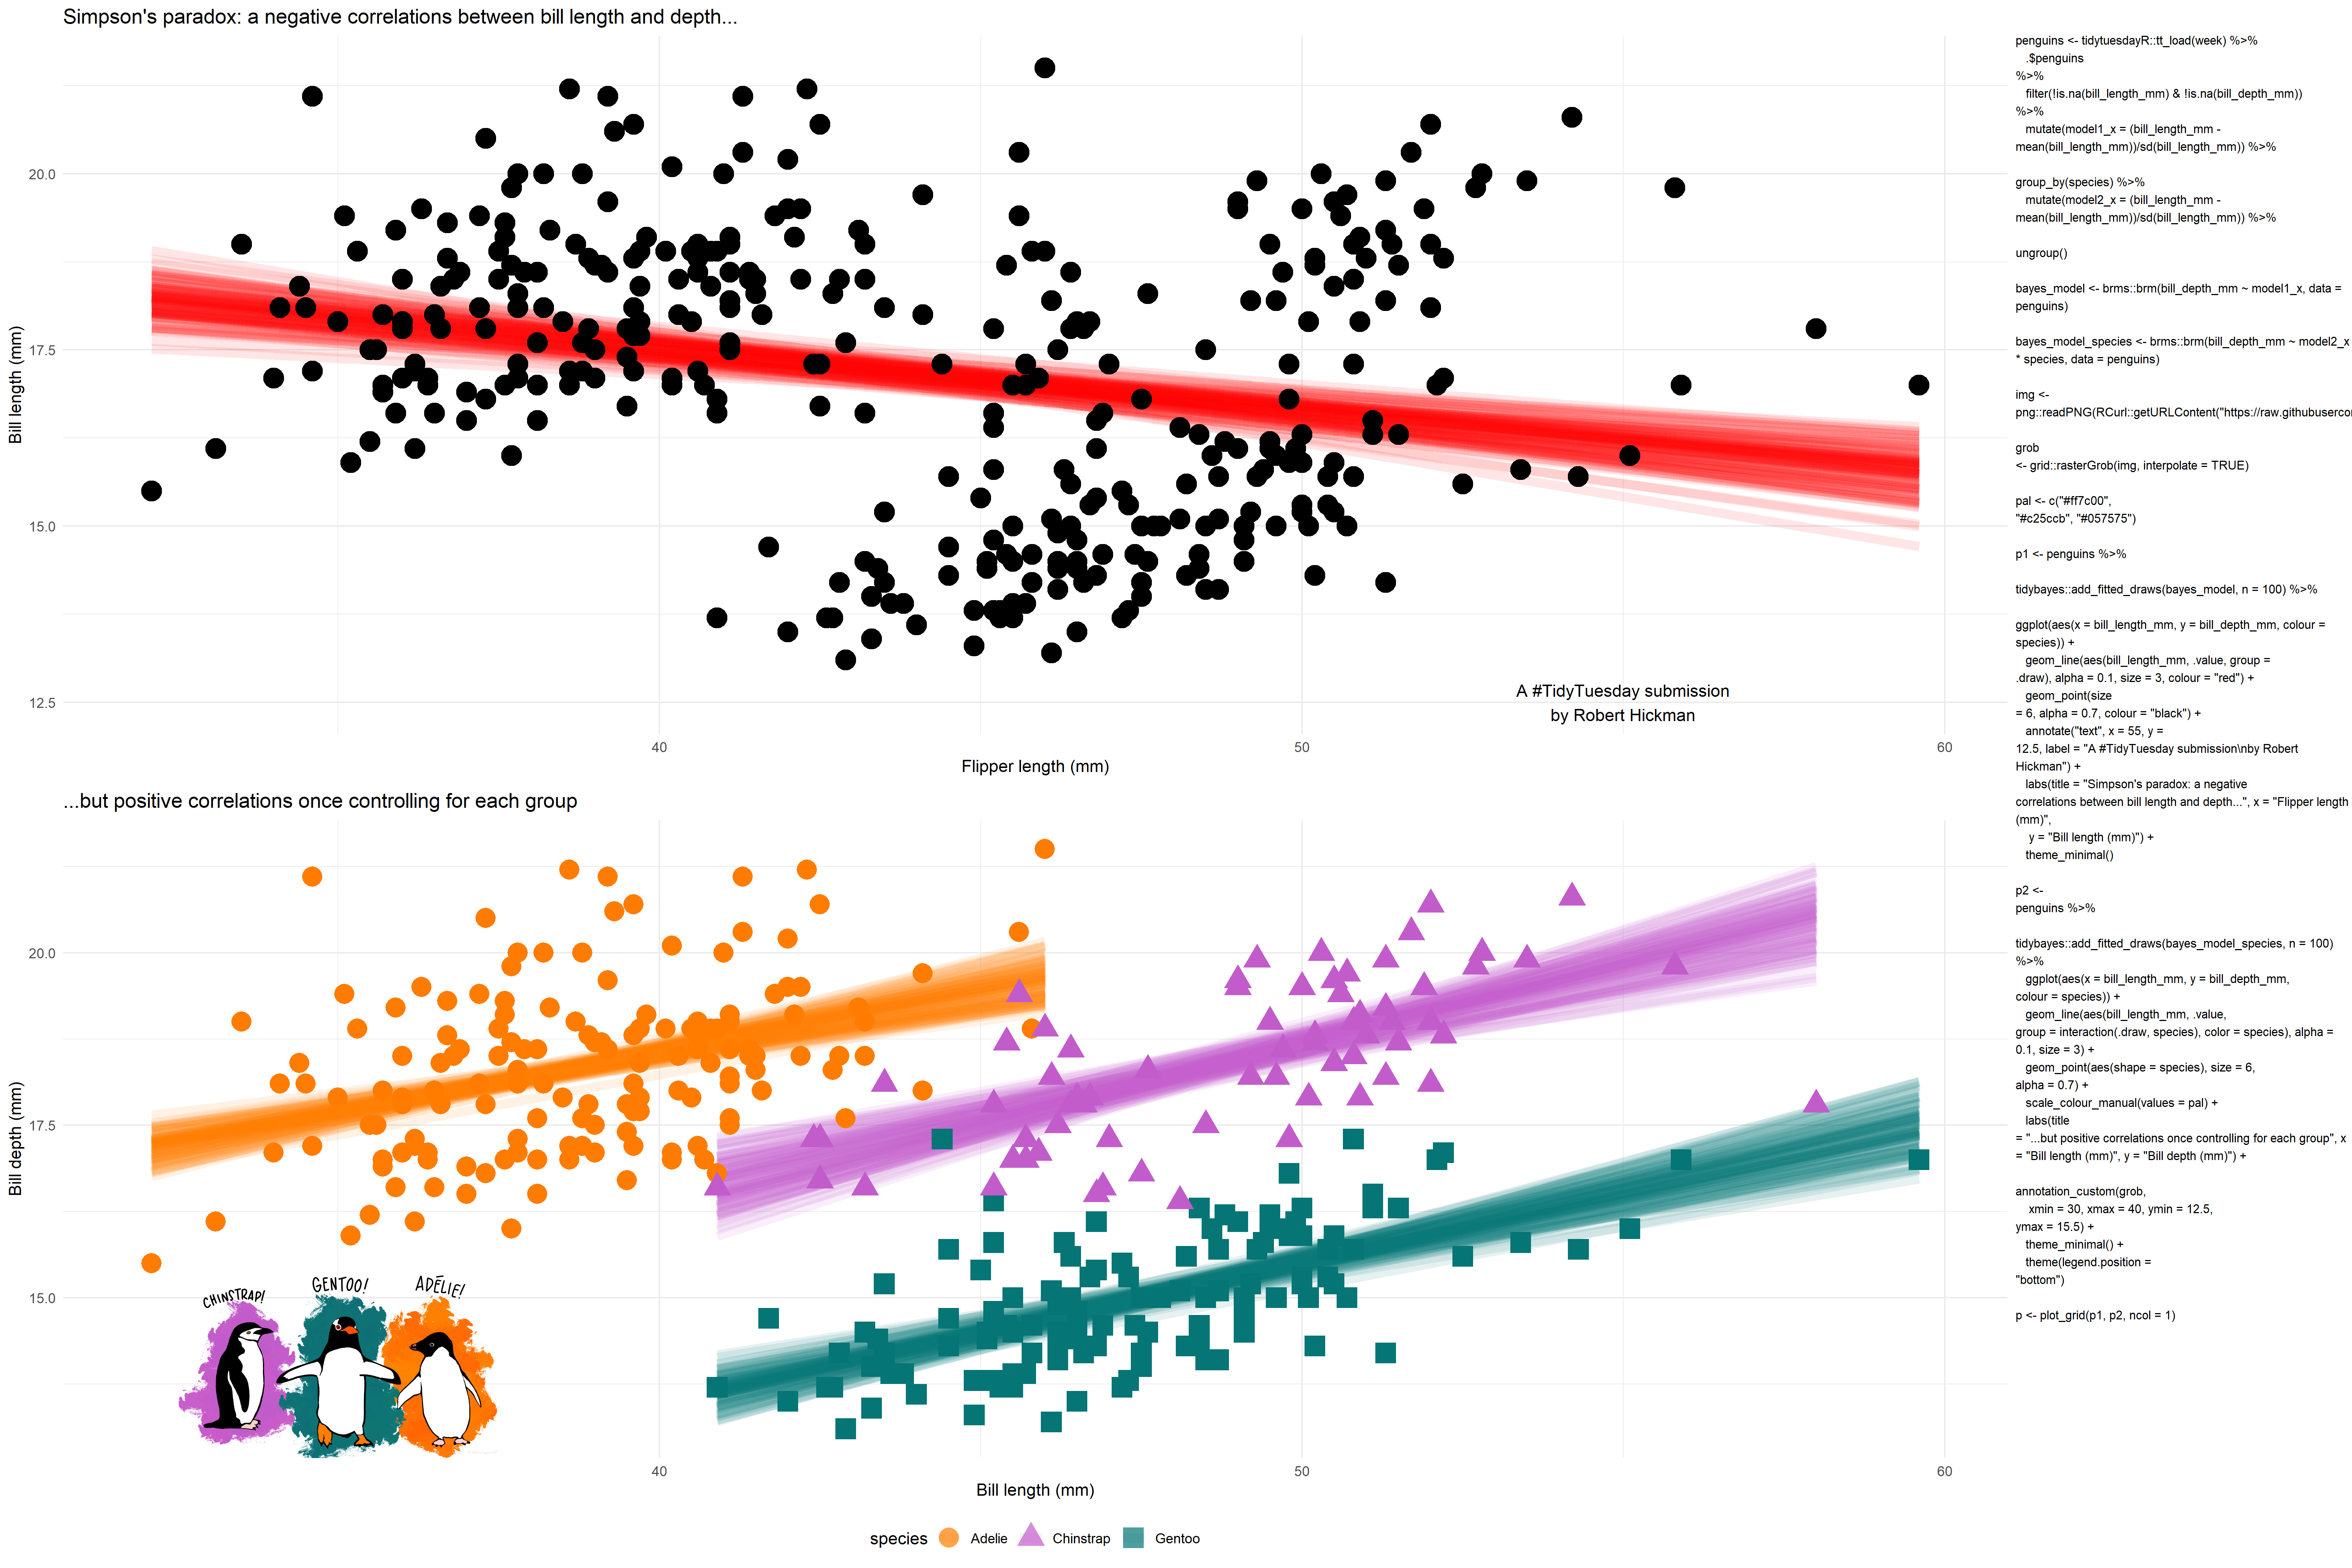 Simpson's paradox: a negative correlations between bill length and depth...
20.0
17.5
15.0
12.5
Bill length (mm)
A #TidyTuesday submission
by Robert Hickman
40
50
60
Flipper length (mm)
...but positive correlations once controlling for each group
20.0
17.5
15.0
Bill depth (mm)
CHINSTRAP!
GENTOO!
ADÉLIE!
40
50
60
Bill length (mm)
species
Adelie
Chinstrap
Gentoo
penguins <- tidytuesdayR::tt_load(week) %>%
.$penguins
%>%
filter(!is.na(bill_length_mm) & !is.na(bill_depth_mm))
%>%
mutate(model1_x = (bill_length_mm -
mean(bill_length_mm))/sd(bill_length_mm)) %>%
group_by(species) %>%
mutate(model2_x = (bill_length_mm -
mean(bill_length_mm))/sd(bill_length_mm)) %>%
ungroup()
bayes_model <- brms::brm(bill_depth_mm ~ model1_x, data =
penguins)
bayes_model_species <- brms::brm(bill_depth_mm ~ model2_x
* species, data = penguins)
img <-
png::readPNG(RCurl::getURLContent("https://raw.githubuserco
grob
<- grid::rasterGrob(img, interpolate = TRUE)
pal <- c("#ff7c00",
"#c25ccb", "#057575")
p1 <- penguins %>%
tidybayes::add_fitted_draws(bayes_model, n = 100) %>%
ggplot(aes(x = bill_length_mm, y = bill_depth_mm, colour =
species)) +
geom_line(aes(bill_length_mm, .value, group =
.draw), alpha = 0.1, size = 3, colour = "red") +
geom_point(size
= 6, alpha = 0.7, colour = "black") +
annotate("text", x = 55, y =
12.5, label = "A #TidyTuesday submission\nby Robert
Hickman") +
labs(title = "Simpson's paradox: a negative
correlations between bill length and depth...", x = "Flipper length
(mm)",
y = "Bill length (mm)") +
theme_minimal()
p2 <-
penguins %>%
tidybayes::add_fitted_draws(bayes_model_species, n = 100)
%>%
ggplot(aes(x = bill_length_mm, y = bill_depth_mm,
colour = species)) +
geom_line(aes(bill_length_mm, .value,
group = interaction(.draw, species), color = species), alpha =
0.1, size = 3) +
geom_point(aes(shape = species), size = 6,
alpha = 0.7) +
scale_colour_manual(values = pal) +
labs(title
= "...but positive correlations once controlling for each group", x
= "Bill length (mm)", y = "Bill depth (mm)") +
annotation_custom(grob,
xmin = 30, xmax = 40, ymin = 12.5,
ymax = 15.5) +
theme_minimal() +
theme(legend.position =
"bottom")
p <- plot_grid(p1, p2, ncol = 1)